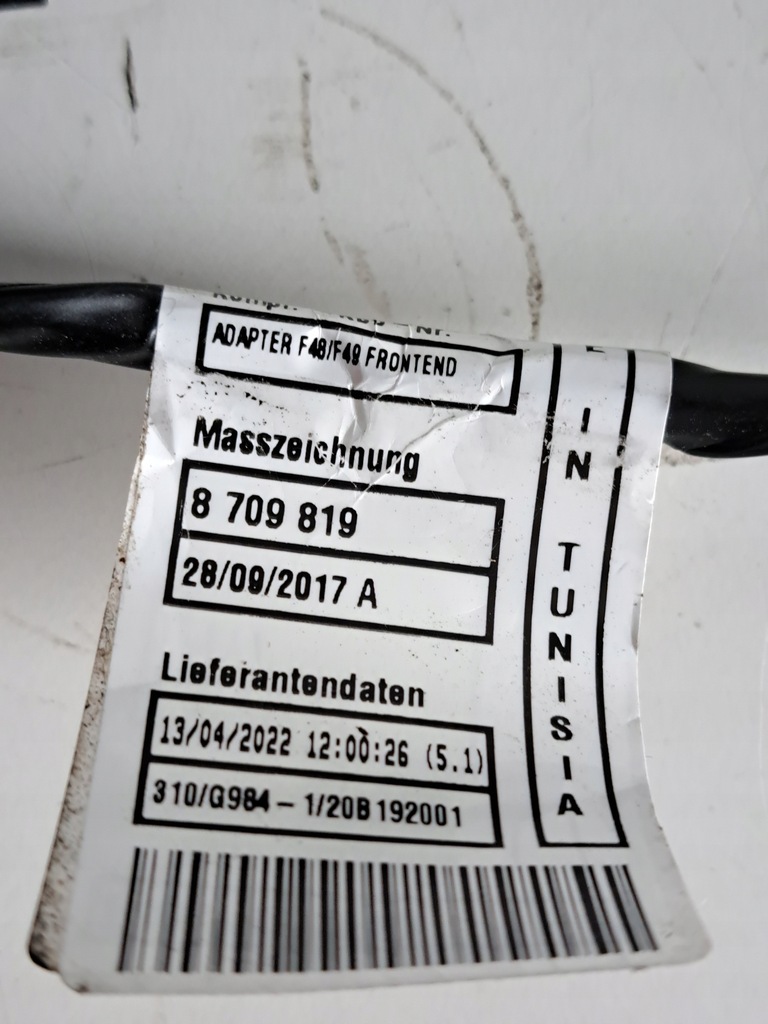 ADAPTER F48/F49 FRONTEND
Masszeichnung
8 709 819
28/09/2017 A
Lieferantendaten
13/04/2022 12:00:26 (5.1)
310/G984 - 1/20B 192001
IN TUNISIA